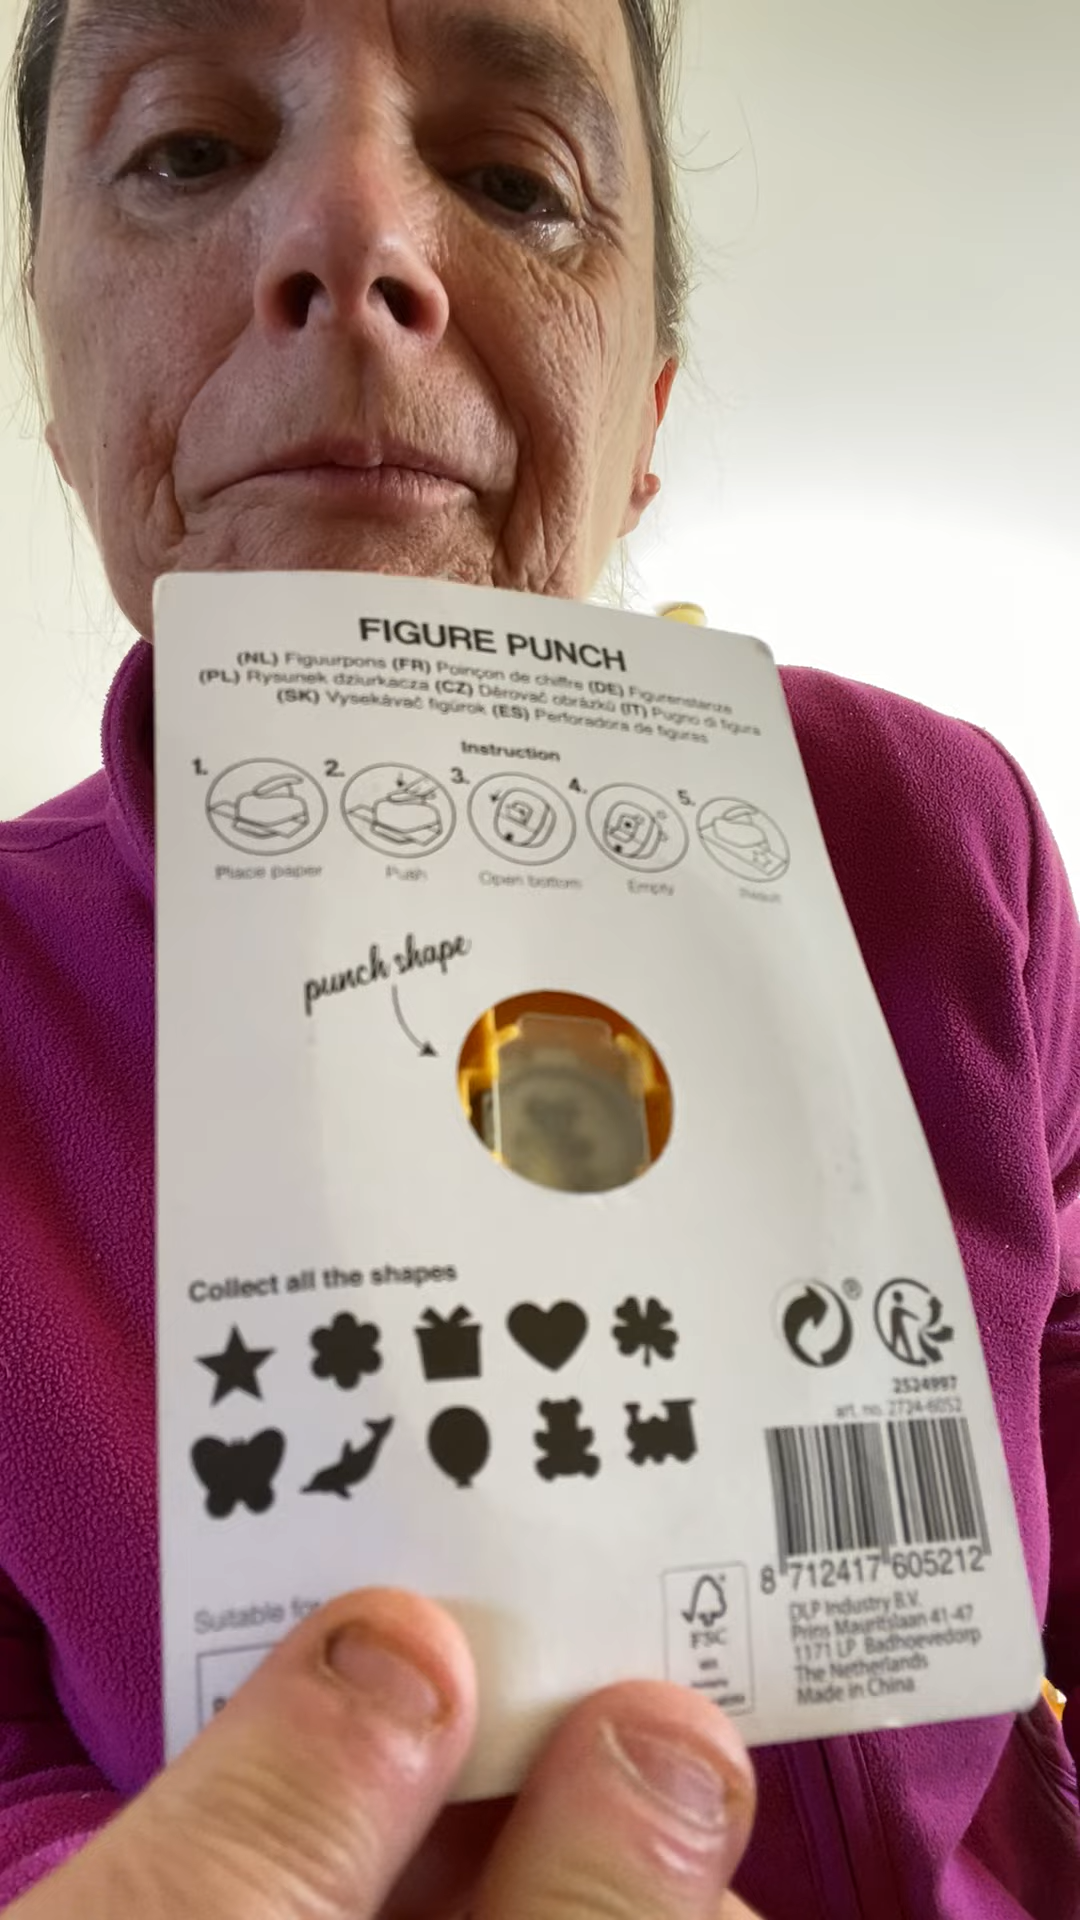 FIGURE PUNCH
(NL) Figuurpons (FR) Poinçon de chiffre (DE) Figurenstanze
(PL) Rysunek dziurkacza (CZ) Děrovač obrázků (IT) Pugno di figura
(SK) Vysekávač figúrok (ES) Perforadora de figuras
Instruction
1. 2. 3. 4. 5.
Place paper Push Open bottom Empty Result
punch shape
Collect all the shapes
®
2524997
art. no. 2724-6052
8 712417 605212
DLP Industry B.V.
Prins Mauritslaan 41-47
1171 LP Badhoevedorp
The Netherlands
Made in China
Suitable
FSC